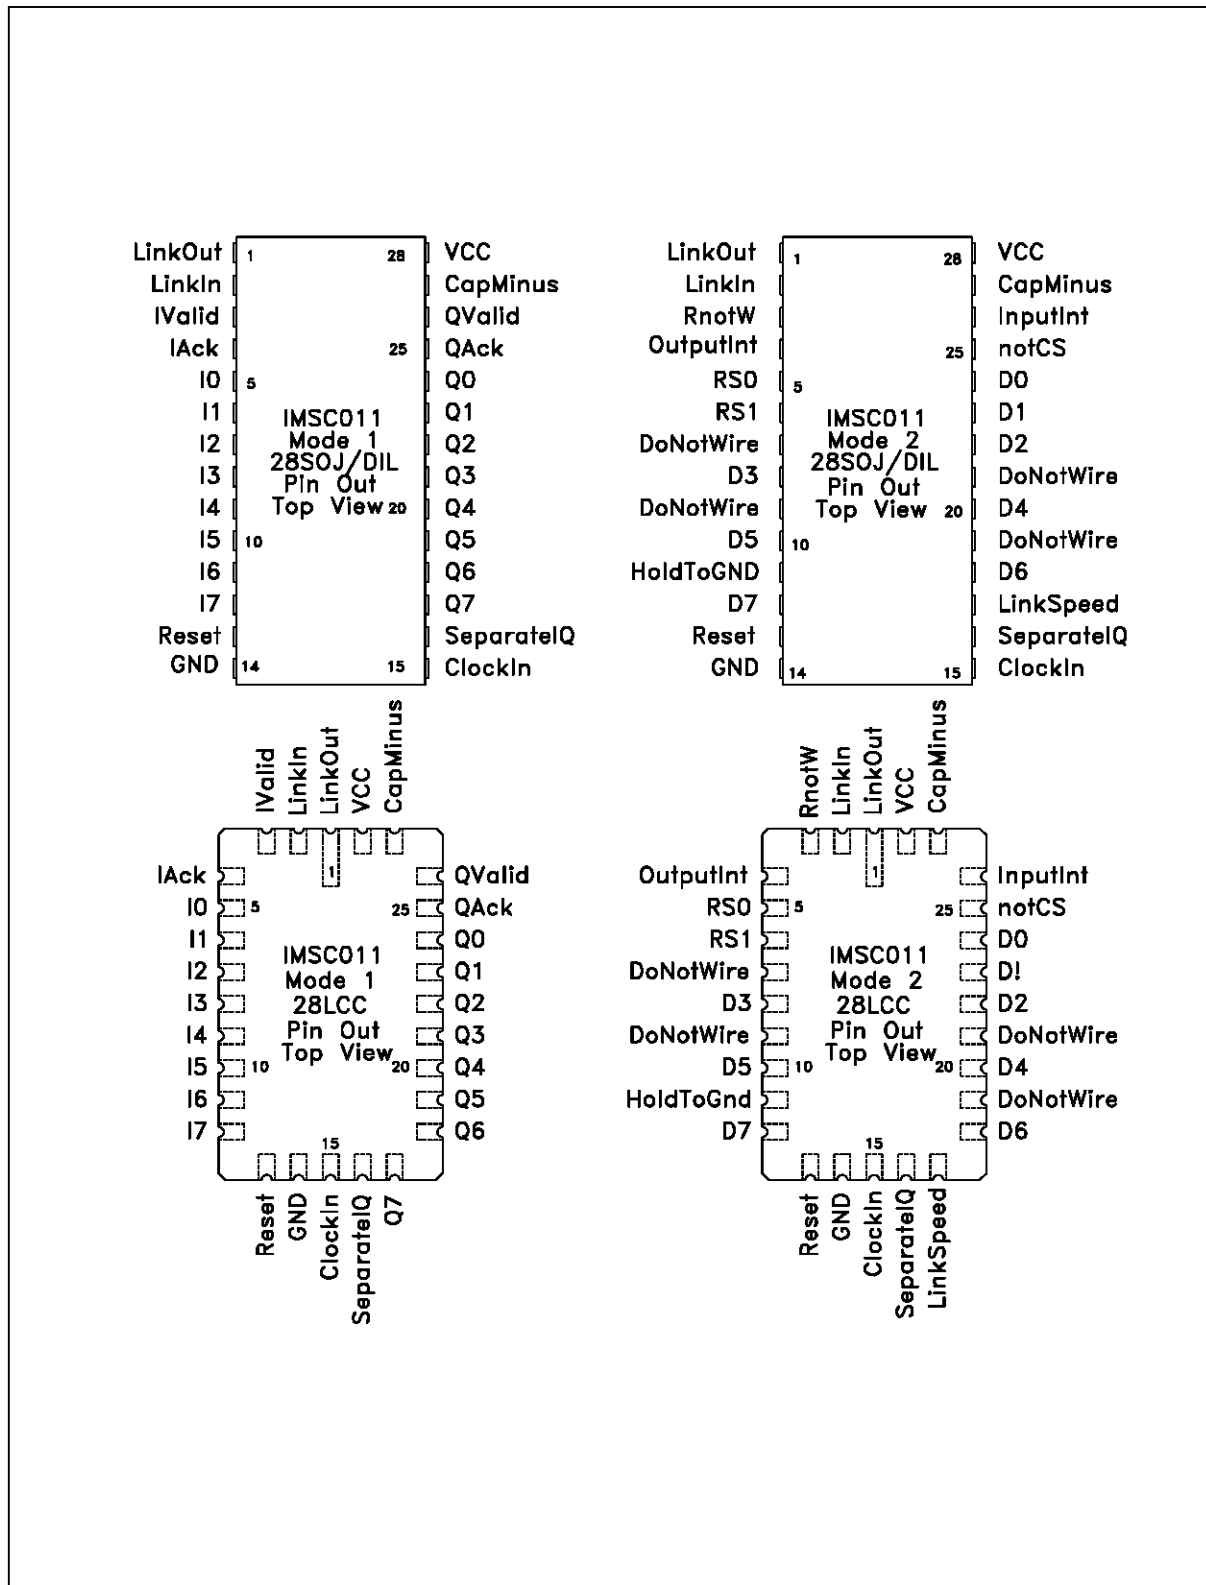 LinkOut 1 28 VCC
LinkIn CapMinus
IValid QValid
IAck 25 QAck
I0 5 Q0
I1 Q1
I2 Q2
I3 Q3
I4 20 Q4
I5 10 Q5
I6 Q6
I7 Q7
Reset SeparateIQ
GND 14 15 ClockIn
IMSC011
Mode 1
28SOJ/DIL
Pin Out
Top View
LinkOut 1 28 VCC
LinkIn CapMinus
RnotW InputInt
OutputInt 25 notCS
RS0 5 D0
RS1 D1
DoNotWire D2
D3 DoNotWire
DoNotWire 20 D4
D5 10 DoNotWire
HoldToGND D6
D7 LinkSpeed
Reset SeparateIQ
GND 14 15 ClockIn
IMSC011
Mode 2
28SOJ/DIL
Pin Out
Top View
IValid
LinkIn
LinkOut
VCC
CapMinus
1
IAck QValid
I0 5 25 QAck
I1 Q0
I2 Q1
I3 Q2
I4 Q3
I5 10 20 Q4
I6 Q5
I7 Q6
IMSC011
Mode 1
28LCC
Pin Out
Top View
15
Reset
GND
ClockIn
SeparateIQ
Q7
RnotW
LinkIn
LinkOut
VCC
CapMinus
1
OutputInt InputInt
RS0 5 25 notCS
RS1 D0
DoNotWire D!
D3 D2
DoNotWire DoNotWire
D5 10 20 D4
HoldToGnd DoNotWire
D7 D6
IMSC011
Mode 2
28LCC
Pin Out
Top View
15
Reset
GND
ClockIn
SeparateIQ
LinkSpeed